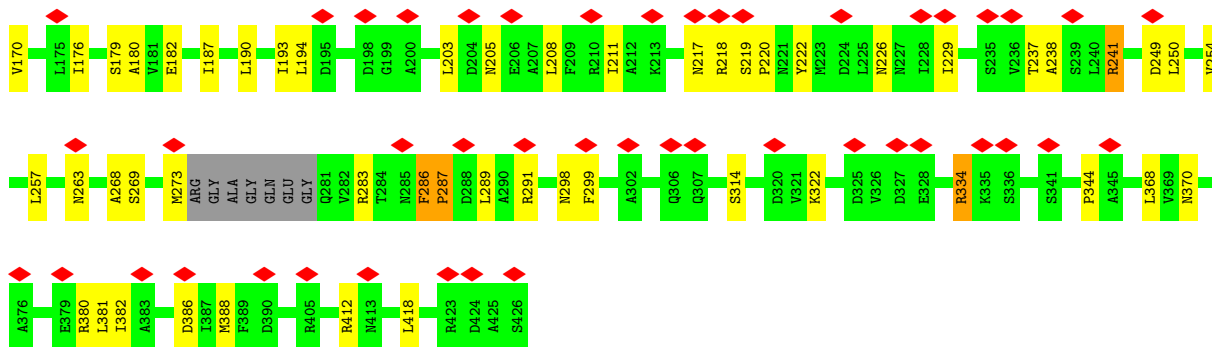 V170 L175 I176 S179 A180 V181 E182 I187 L190 I193 L194 D195 D198 G199 A200 L203 D204 N205 E206 A207 L208 F209 R210 I211 A212 K213 N217 R218 S219 P220 N221 Y222 M223 D224 L225 N226 N227 I228 I229 S235 V236 T237 A238 S239 L240 R241 D249 L250 V254
L257 N263 A268 S269 M273 ARG GLY ALA GLY GLN GLU GLY Q281 V282 R283 T284 N285 F286 P287 D288 L289 A290 R291 N298 F299 A302 Q306 Q307 S314 D320 V321 K322 D325 V326 D327 E328 R334 K335 S336 S341 P344 A345 L368 V369 N370
A376 E379 R380 L381 I382 A383 D386 I387 M388 F389 D390 R405 R412 N413 L418 R423 D424 A425 S426